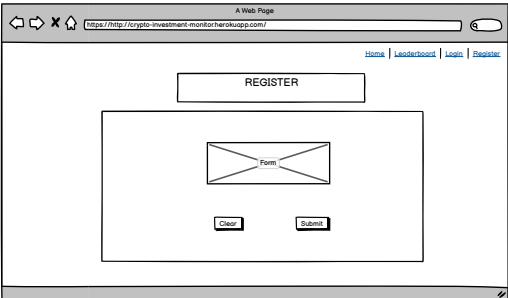 A Web Page
https://http://crypto-investment-monitor.herokuapp.com/
Home Leaderboard Login Register
REGISTER
Form
Clear Submit